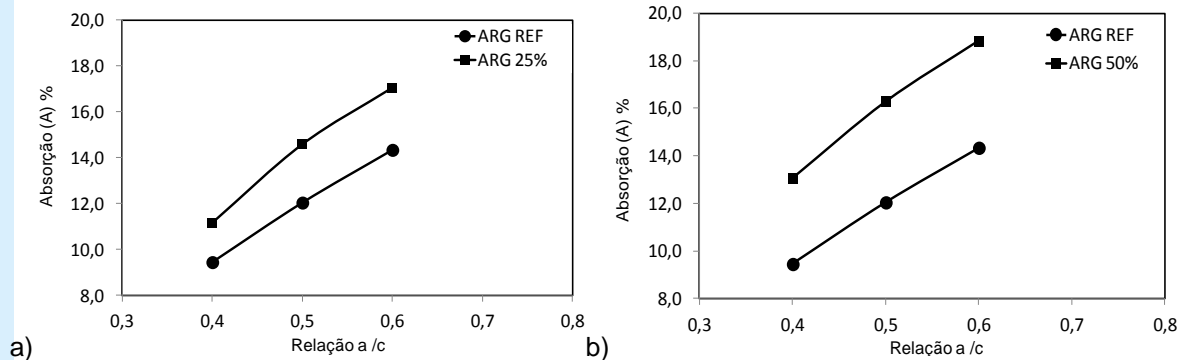 20,0
18,0
16,0
14,0
12,0
10,0
8,0
Absorção (A) %
ARG REF
ARG 25%
0,3 0,4 0,5 0,6 0,7 0,8
Relação a /c
a)
20,0
18,0
16,0
14,0
12,0
10,0
8,0
Absorção (A) %
ARG REF
ARG 50%
0,3 0,4 0,5 0,6 0,7 0,8
Relação a /c
b)